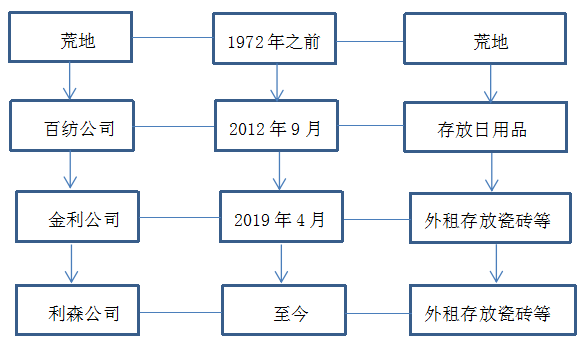 荒地
1972年之前
荒地
百纺公司
2012年9月
存放日用品
金利公司
2019年4月
外租存放瓷砖等
利森公司
至今
外租存放瓷砖等